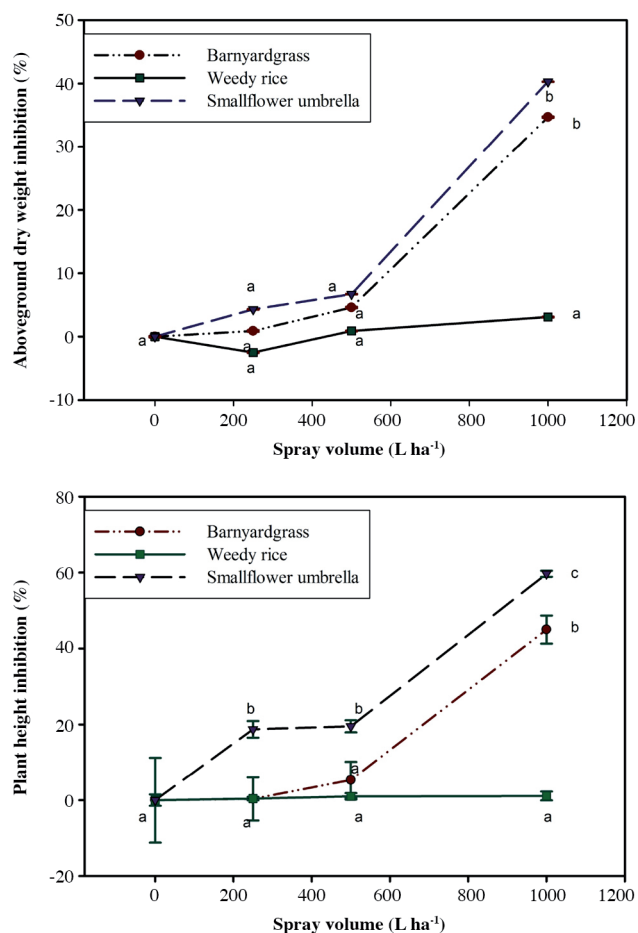 50
40
30
20
10
0
-10
Aboveground dry weight inhibition (%)
Barnyardgrass
Weedy rice
Smallflower umbrella
b
b
a
a
a
a
a
a
a
a
0
200
400
600
800
1000
1200
Spray volume (L ha⁻¹)
80
60
40
20
0
-20
Plant height inhibition (%)
Barnyardgrass
Weedy rice
Smallflower umbrella
c
b
b
b
a
a
a
a
a
0
200
400
600
800
1000
1200
Spray volume (L ha⁻¹)